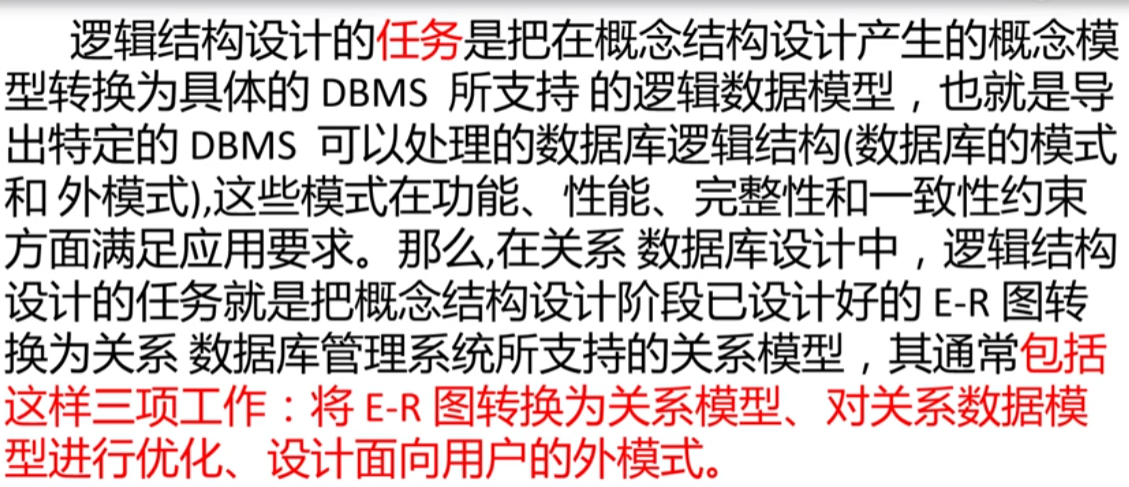 逻辑结构设计的任务是把在概念结构设计产生的概念模
型转换为具体的 DBMS 所支持 的逻辑数据模型，也就是导
出特定的 DBMS 可以处理的数据库逻辑结构(数据库的模式
和 外模式),这些模式在功能、性能、完整性和一致性约束
方面满足应用要求。那么,在关系 数据库设计中，逻辑结构
设计的任务就是把概念结构设计阶段已设计好的 E-R 图转
换为关系 数据库管理系统所支持的关系模型，其通常包括
这样三项工作：将 E-R 图转换为关系模型、对关系数据模
型进行优化、设计面向用户的外模式。